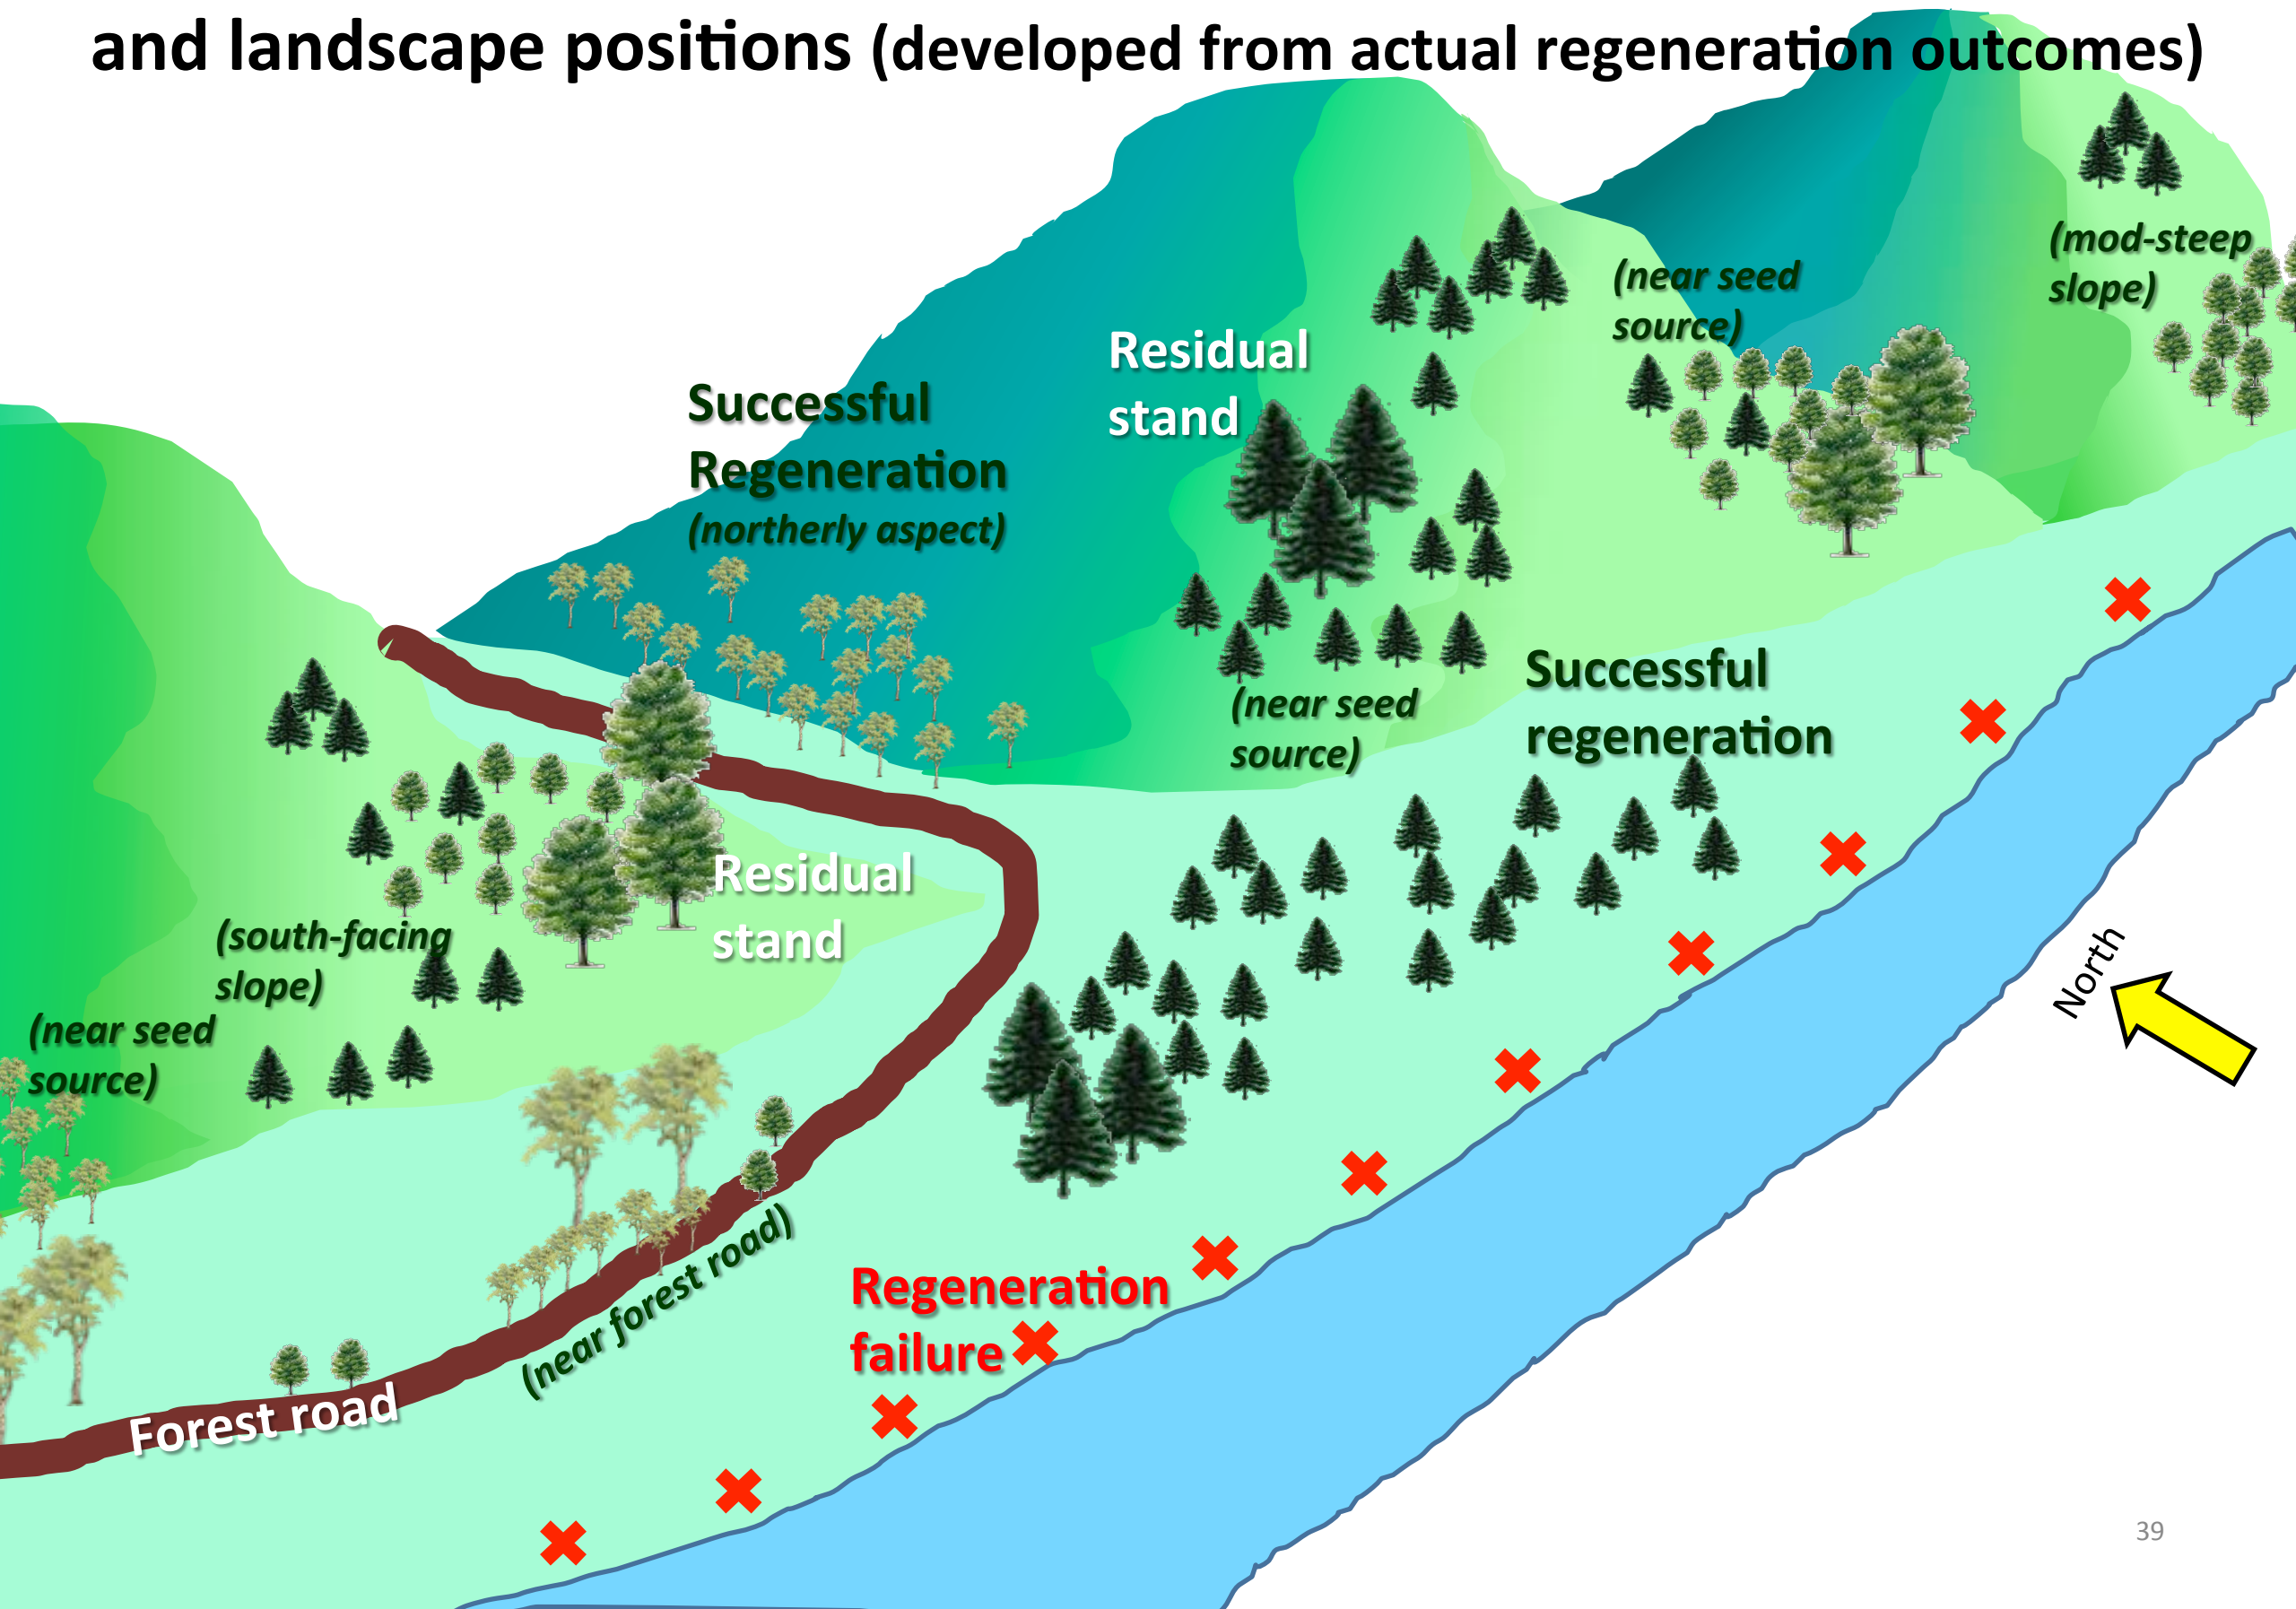 and landscape positions (developed from actual regeneration outcomes)
(mod-steep
slope)
(near seed
source)
Residual
stand
Successful
Regeneration
(northerly aspect)
Successful
regeneration
(near seed
source)
Residual
stand
(south-facing
slope)
North
(near seed
source)
(near forest road)
Regeneration
failure
Forest road
39